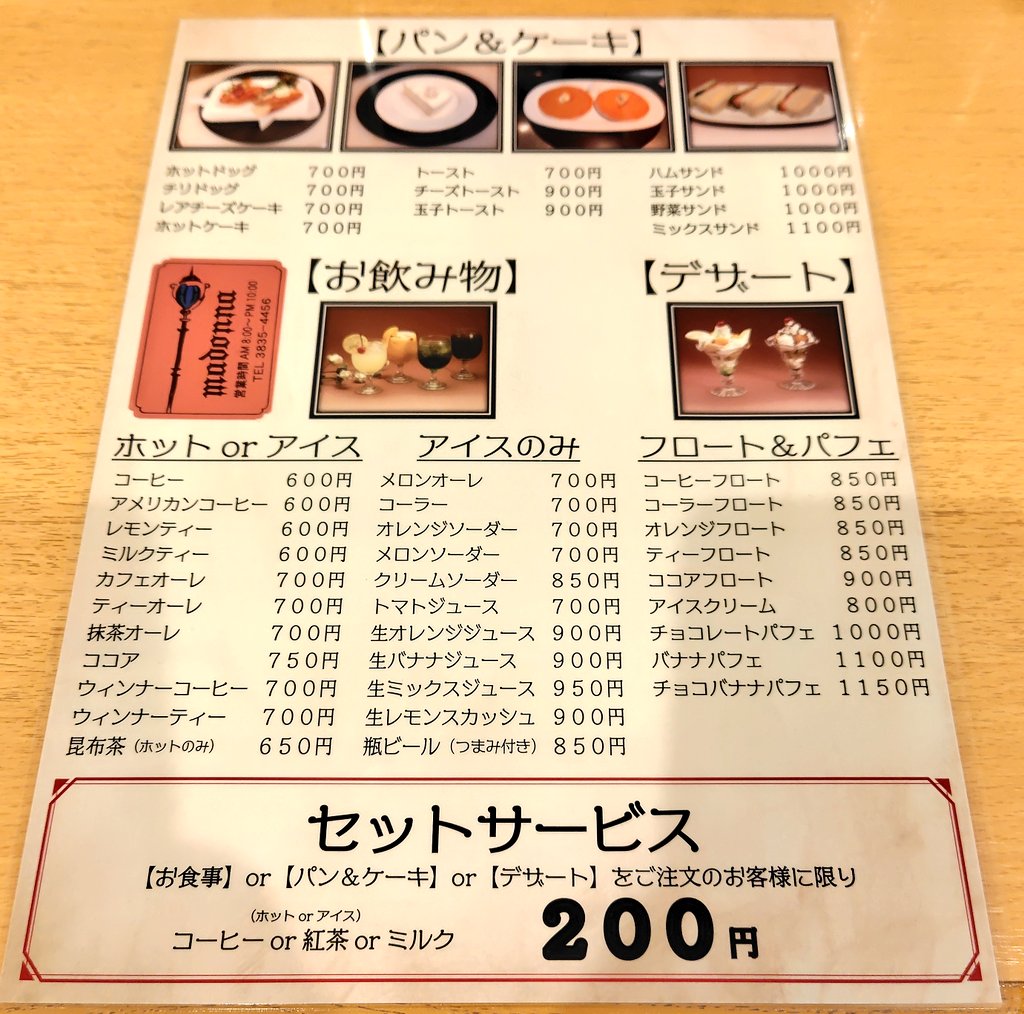 【パン＆ケーキ】
ホットドッグ 700円
チリドッグ 700円
レアチーズケーキ 700円
ホットケーキ 700円
トースト 700円
チーズトースト 900円
玉子トースト 900円
ハムサンド 1000円
玉子サンド 1000円
野菜サンド 1000円
ミックスサンド 1100円
madonna
営業時間 AM 8:00～PM 10:00
TEL 3835-4456
【お飲み物】
【デザート】
ホット or アイス
コーヒー 600円
アメリカンコーヒー 600円
レモンティー 600円
ミルクティー 600円
カフェオーレ 700円
ティーオーレ 700円
抹茶オーレ 700円
ココア 750円
ウィンナーコーヒー 700円
ウィンナーティー 700円
昆布茶（ホットのみ） 650円
アイスのみ
メロンオーレ 700円
コーラー 700円
オレンジソーダー 700円
メロンソーダー 700円
クリームソーダー 850円
トマトジュース 700円
生オレンジジュース 900円
生バナナジュース 900円
生ミックスジュース 950円
生レモンスカッシュ 900円
瓶ビール（つまみ付き） 850円
フロート＆パフェ
コーヒーフロート 850円
コーラーフロート 850円
オレンジフロート 850円
ティーフロート 850円
ココアフロート 900円
アイスクリーム 800円
チョコレートパフェ 1000円
バナナパフェ 1100円
チョコバナナパフェ 1150円
セットサービス
【お食事】or【パン＆ケーキ】or【デザート】をご注文のお客様に限り
（ホット or アイス）
コーヒー or 紅茶 or ミルク 200円